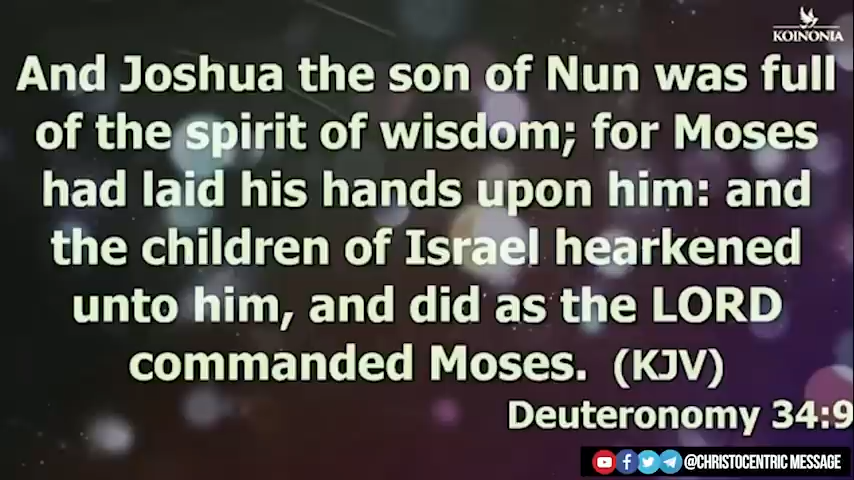 KOINONIA
And Joshua the son of Nun was full
of the spirit of wisdom; for Moses
had laid his hands upon him: and
the children of Israel hearkened
unto him, and did as the LORD
commanded Moses. (KJV)
Deuteronomy 34:9
@CHRISTOCENTRIC MESSAGE